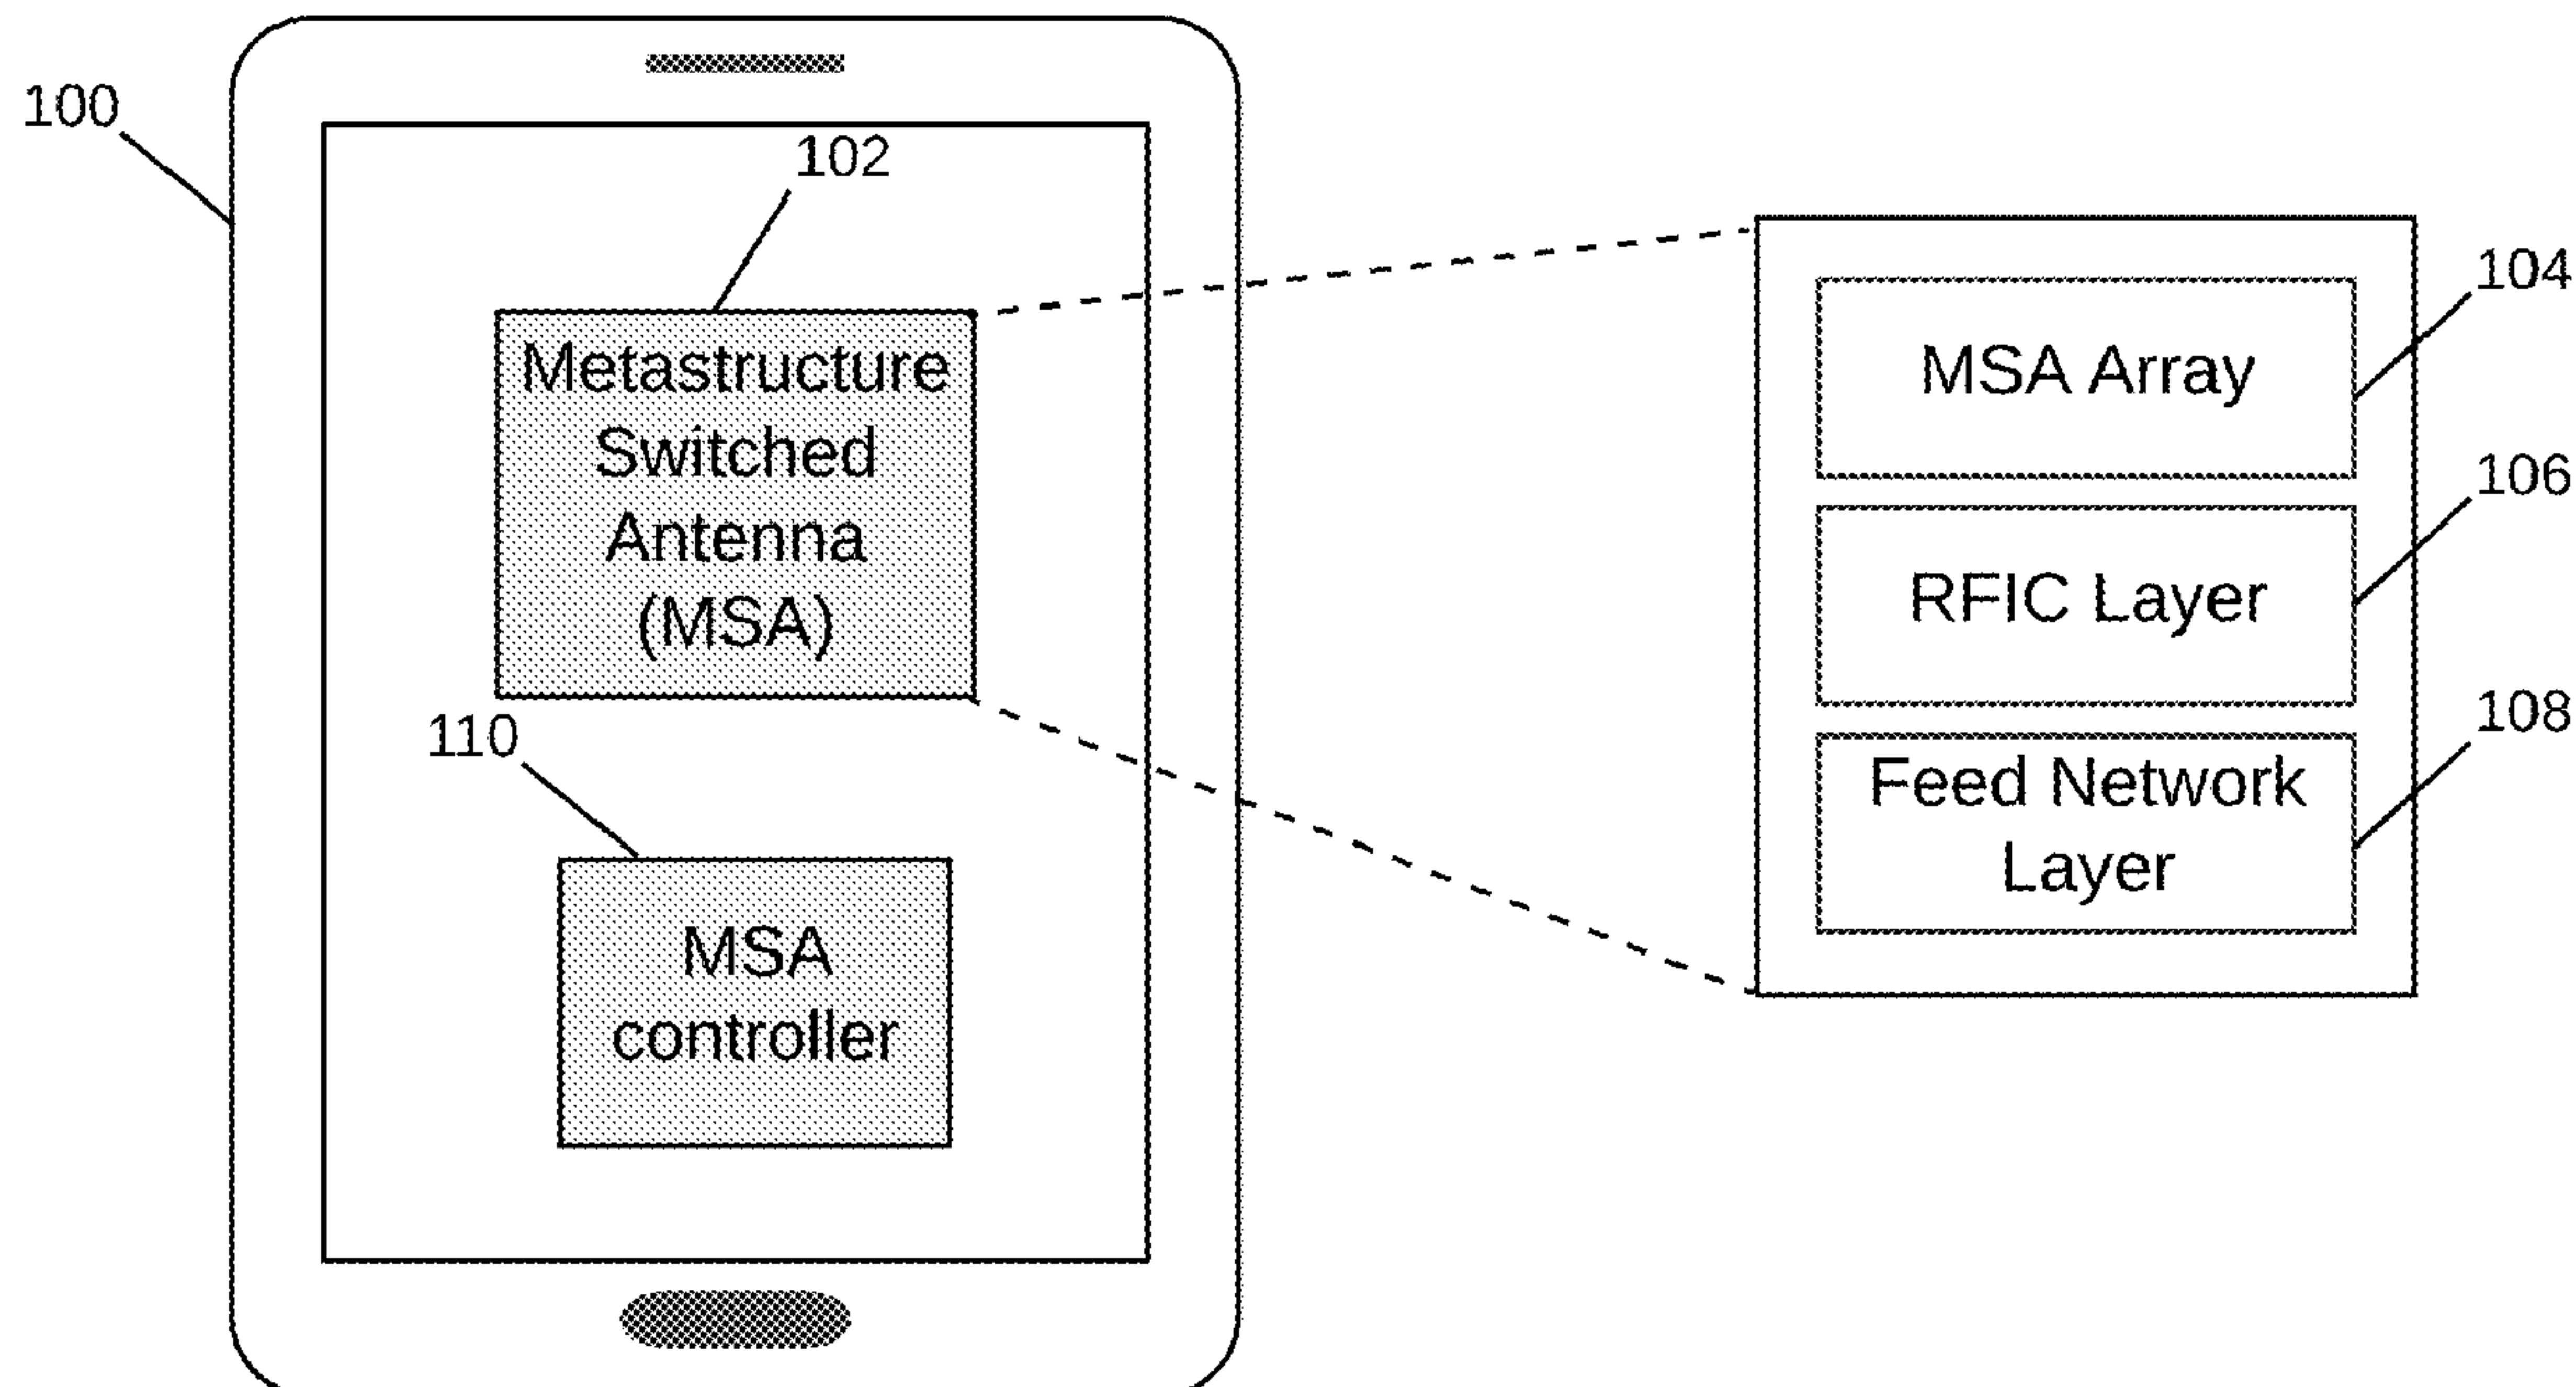 100
102
Metastructure
Switched
Antenna
(MSA)
110
MSA
controller
104
MSA Array
106
RFIC Layer
108
Feed Network
Layer